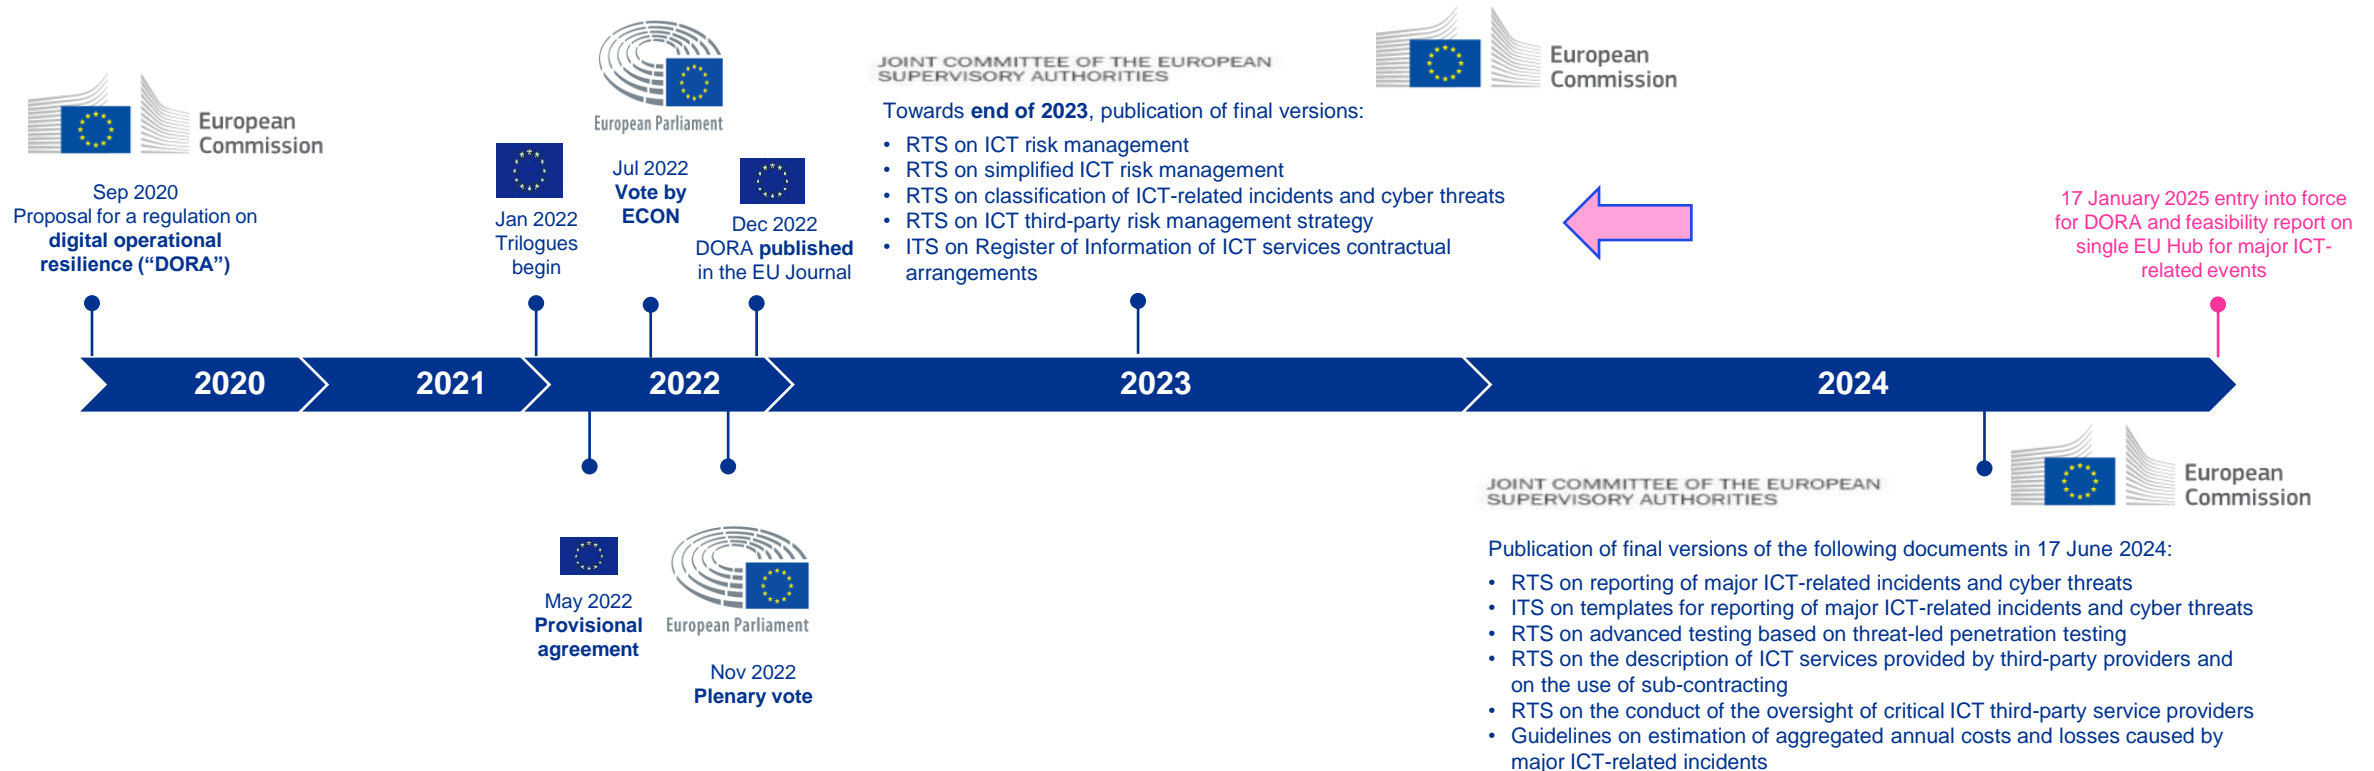 European
Commission
Sep 2020
Proposal for a regulation on
digital operational
resilience (“DORA”)
Jan 2022
Trilogues
begin
European Parliament
Jul 2022
Vote by
ECON
Dec 2022
DORA published
in the EU Journal
JOINT COMMITTEE OF THE EUROPEAN
SUPERVISORY AUTHORITIES
European
Commission
Towards end of 2023, publication of final versions:
• RTS on ICT risk management
• RTS on simplified ICT risk management
• RTS on classification of ICT-related incidents and cyber threats
• RTS on ICT third-party risk management strategy
• ITS on Register of Information of ICT services contractual
arrangements
17 January 2025 entry into force
for DORA and feasibility report on
single EU Hub for major ICT-
related events
2020
2021
2022
2023
2024
May 2022
Provisional
agreement
European Parliament
Nov 2022
Plenary vote
JOINT COMMITTEE OF THE EUROPEAN
SUPERVISORY AUTHORITIES
European
Commission
Publication of final versions of the following documents in 17 June 2024:
• RTS on reporting of major ICT-related incidents and cyber threats
• ITS on templates for reporting of major ICT-related incidents and cyber threats
• RTS on advanced testing based on threat-led penetration testing
• RTS on the description of ICT services provided by third-party providers and
on the use of sub-contracting
• RTS on the conduct of the oversight of critical ICT third-party service providers
• Guidelines on estimation of aggregated annual costs and losses caused by
major ICT-related incidents